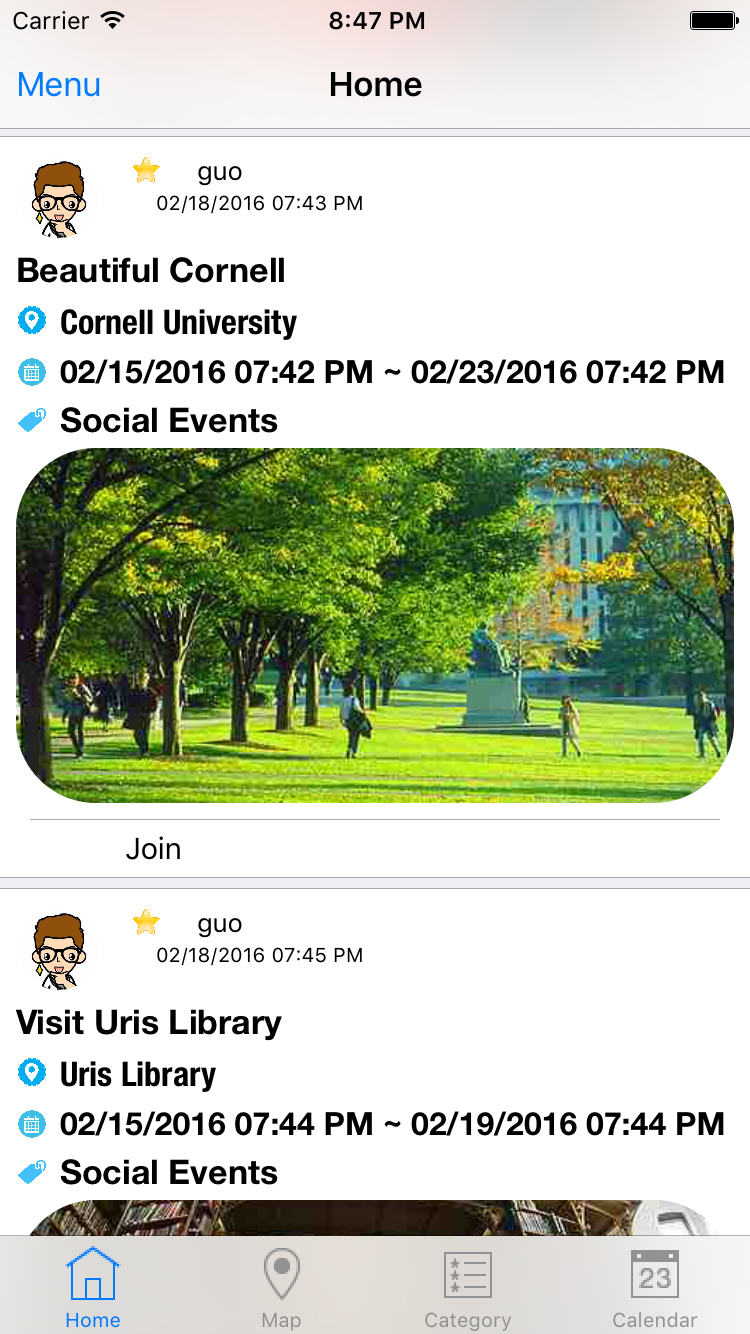 Carrier 8:47 PM
Menu Home
guo
02/18/2016 07:43 PM
Beautiful Cornell
Cornell University
02/15/2016 07:42 PM ~ 02/23/2016 07:42 PM
Social Events
Join
guo
02/18/2016 07:45 PM
Visit Uris Library
Uris Library
02/15/2016 07:44 PM ~ 02/19/2016 07:44 PM
Social Events
23
Home Map Category Calendar